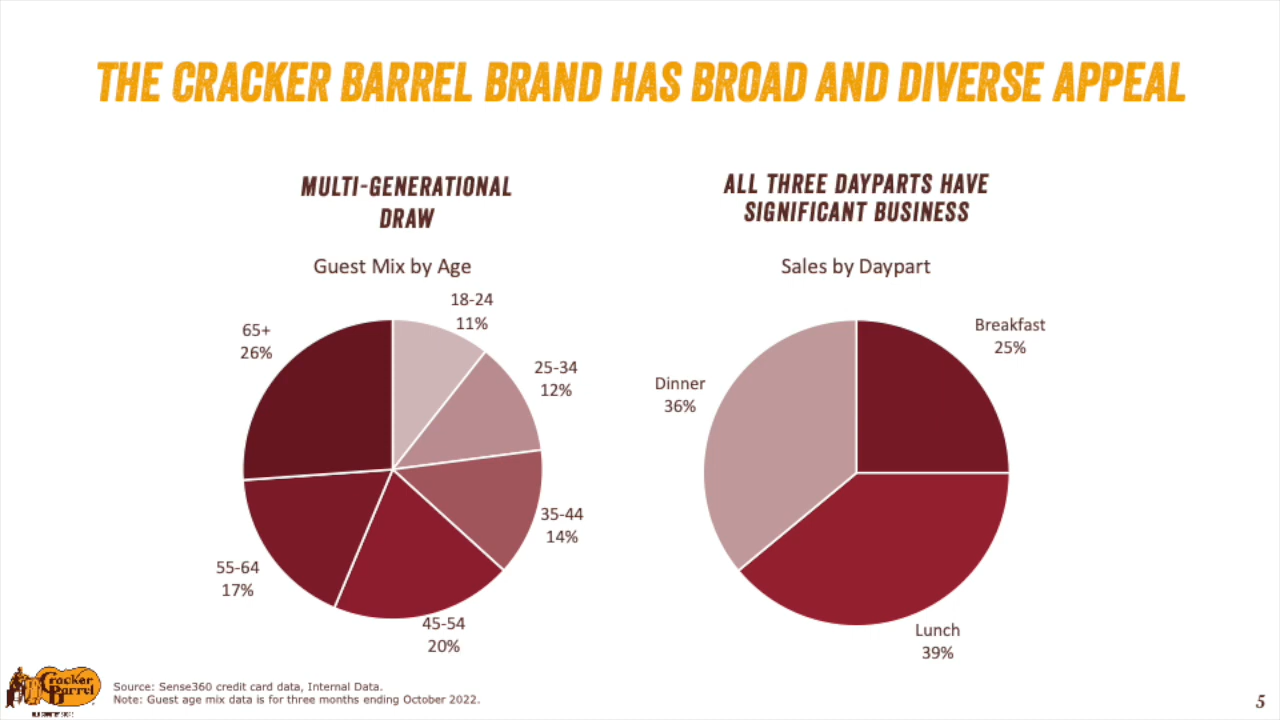 THE CRACKER BARREL BRAND HAS BROAD AND DIVERSE APPEAL
MULTI-GENERATIONAL
DRAW
Guest Mix by Age
18-24
11%
25-34
12%
35-44
14%
45-54
20%
55-64
17%
65+
26%
ALL THREE DAYPARTS HAVE
SIGNIFICANT BUSINESS
Sales by Daypart
Breakfast
25%
Lunch
39%
Dinner
36%
Cracker
Barrel
OLD COUNTRY STORE
Source: Sense360 credit card data, Internal Data.
Note: Guest age mix data is for three months ending October 2022.
5